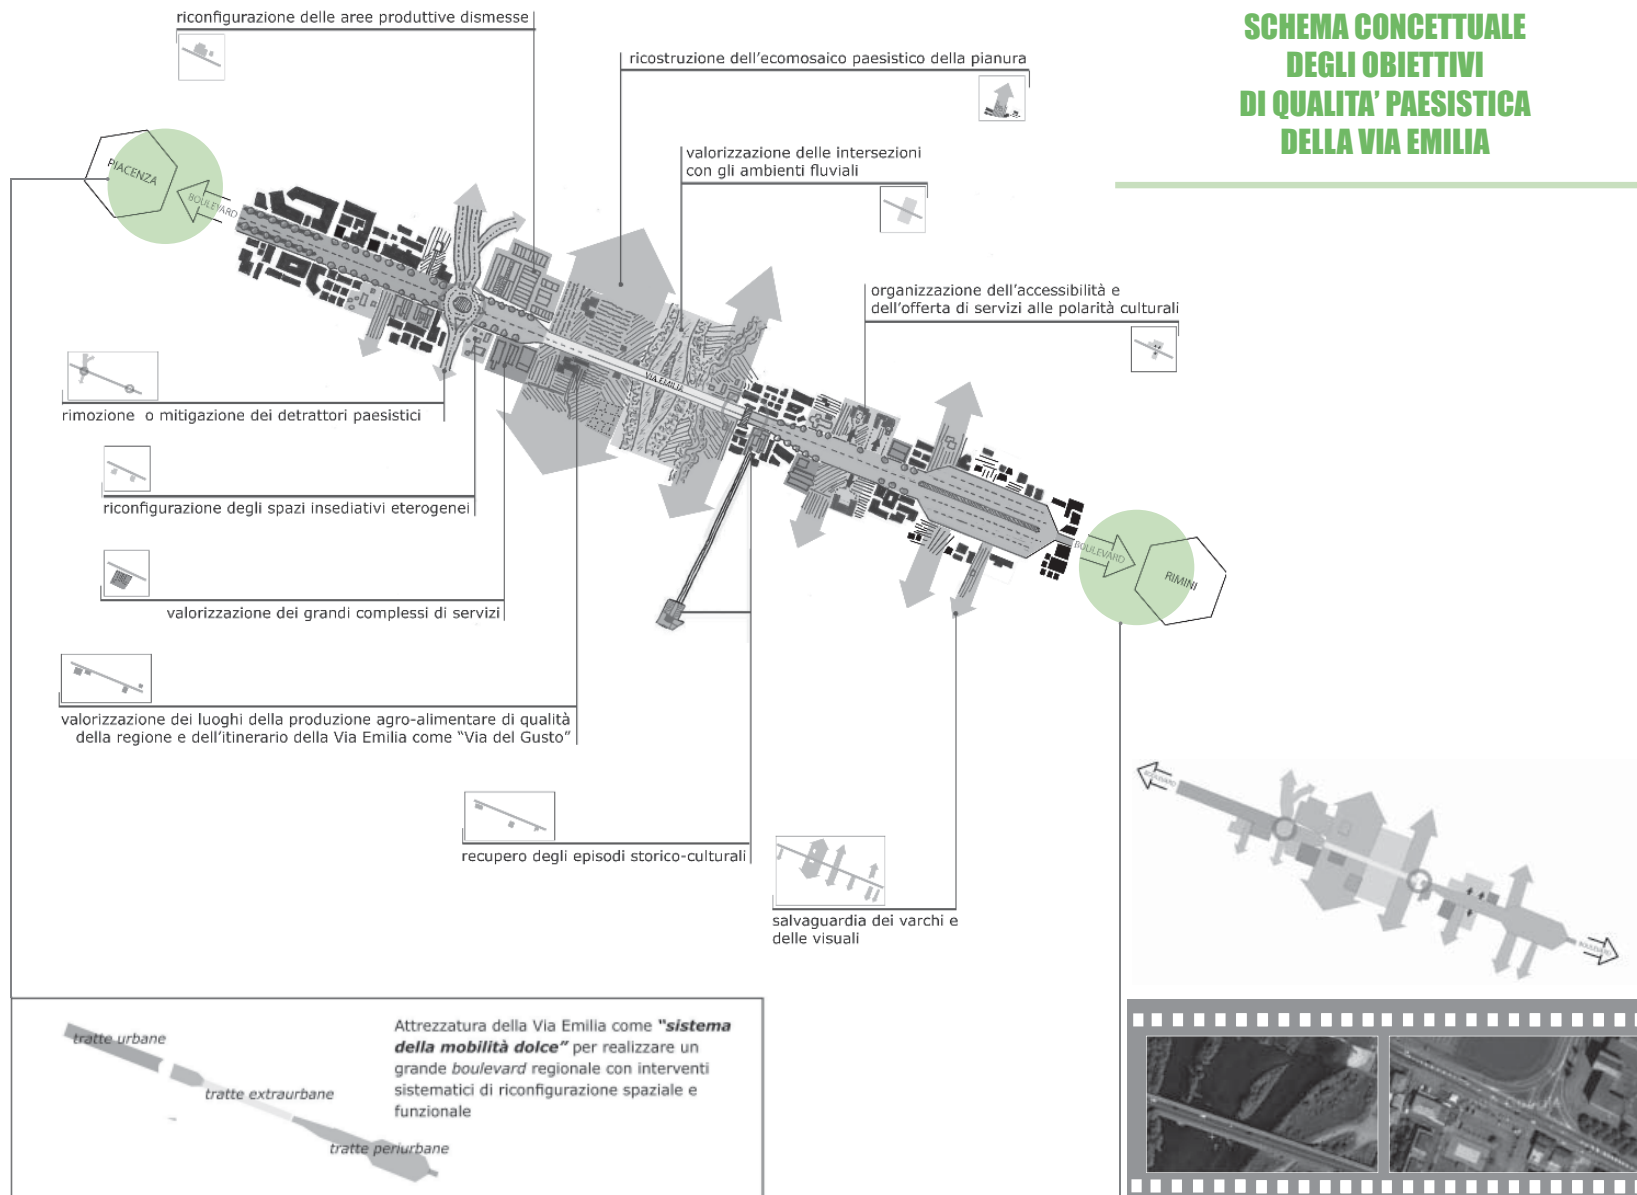 SCHEMA CONCETTUALE
DEGLI OBIETTIVI
DI QUALITA' PAESISTICA
DELLA VIA EMILIA
riconfigurazione delle aree produttive dismesse
ricostruzione dell'ecomosaico paesistico della pianura
valorizzazione delle intersezioni
con gli ambienti fluviali
organizzazione dell'accessibilità e
dell'offerta di servizi alle polarità culturali
PIACENZA
BOULEVARD
VIA EMILIA
BOULEVARD
RIMINI
rimozione o mitigazione dei detrattori paesistici
riconfigurazione degli spazi insediativi eterogenei
valorizzazione dei grandi complessi di servizi
valorizzazione dei luoghi della produzione agro-alimentare di qualità
della regione e dell'itinerario della Via Emilia come "Via del Gusto"
recupero degli episodi storico-culturali
salvaguardia dei varchi e
delle visuali
BOULEVARD
BOULEVARD
tratte urbane
tratte extraurbane
tratte periurbane
Attrezzatura della Via Emilia come "sistema
della mobilità dolce" per realizzare un
grande boulevard regionale con interventi
sistematici di riconfigurazione spaziale e
funzionale